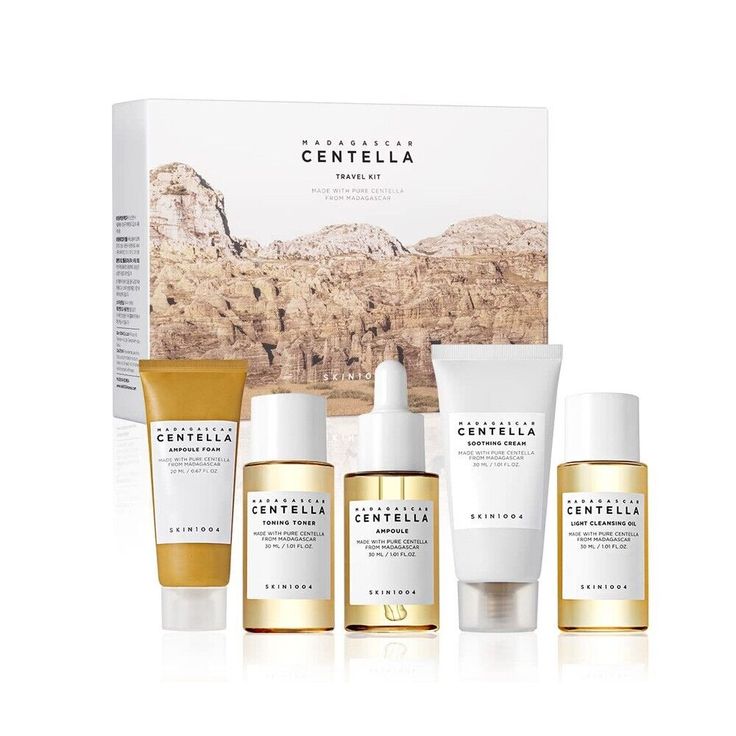 MADAGASCAR
CENTELLA
TRAVEL KIT
MADE WITH PURE CENTELLA
FROM MADAGASCAR
SKIN1004
MADAGASCAR
CENTELLA
AMPOULE FOAM
MADE WITH PURE CENTELLA
FROM MADAGASCAR
20 ML / 0.67 FL.OZ.
SKIN1004
MADAGASCAR
CENTELLA
TONING TONER
MADE WITH PURE CENTELLA
FROM MADAGASCAR
30 ML / 1.01 FL.OZ.
SKIN1004
MADAGASCAR
CENTELLA
AMPOULE
MADE WITH PURE CENTELLA
FROM MADAGASCAR
30 ML / 1.01 FL.OZ.
SKIN1004
MADAGASCAR
CENTELLA
SOOTHING CREAM
MADE WITH PURE CENTELLA
FROM MADAGASCAR
30 ML / 1.01 FL.OZ.
SKIN1004
MADAGASCAR
CENTELLA
LIGHT CLEANSING OIL
MADE WITH PURE CENTELLA
FROM MADAGASCAR
30 ML / 1.01 FL.OZ.
SKIN1004